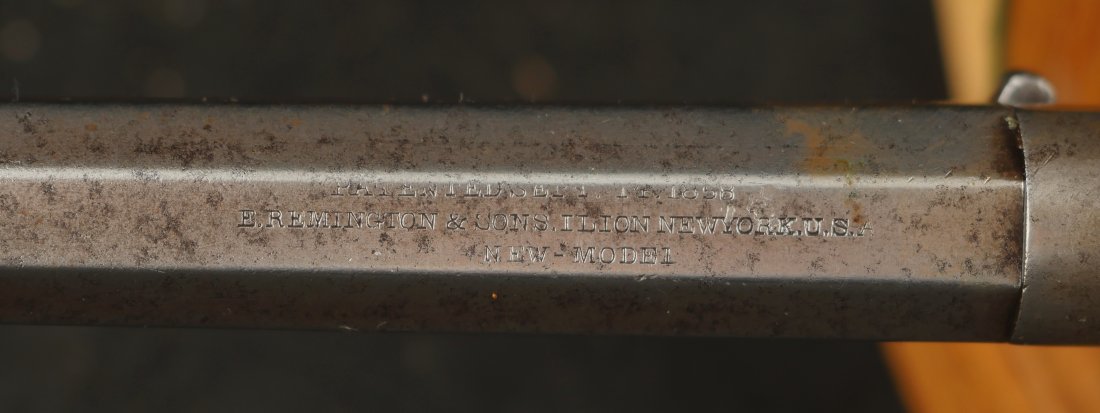 PATENTED SEPT. 14, 1858
E. REMINGTON & SONS. ILION NEW YORK, U.S.A
NEW-MODEL